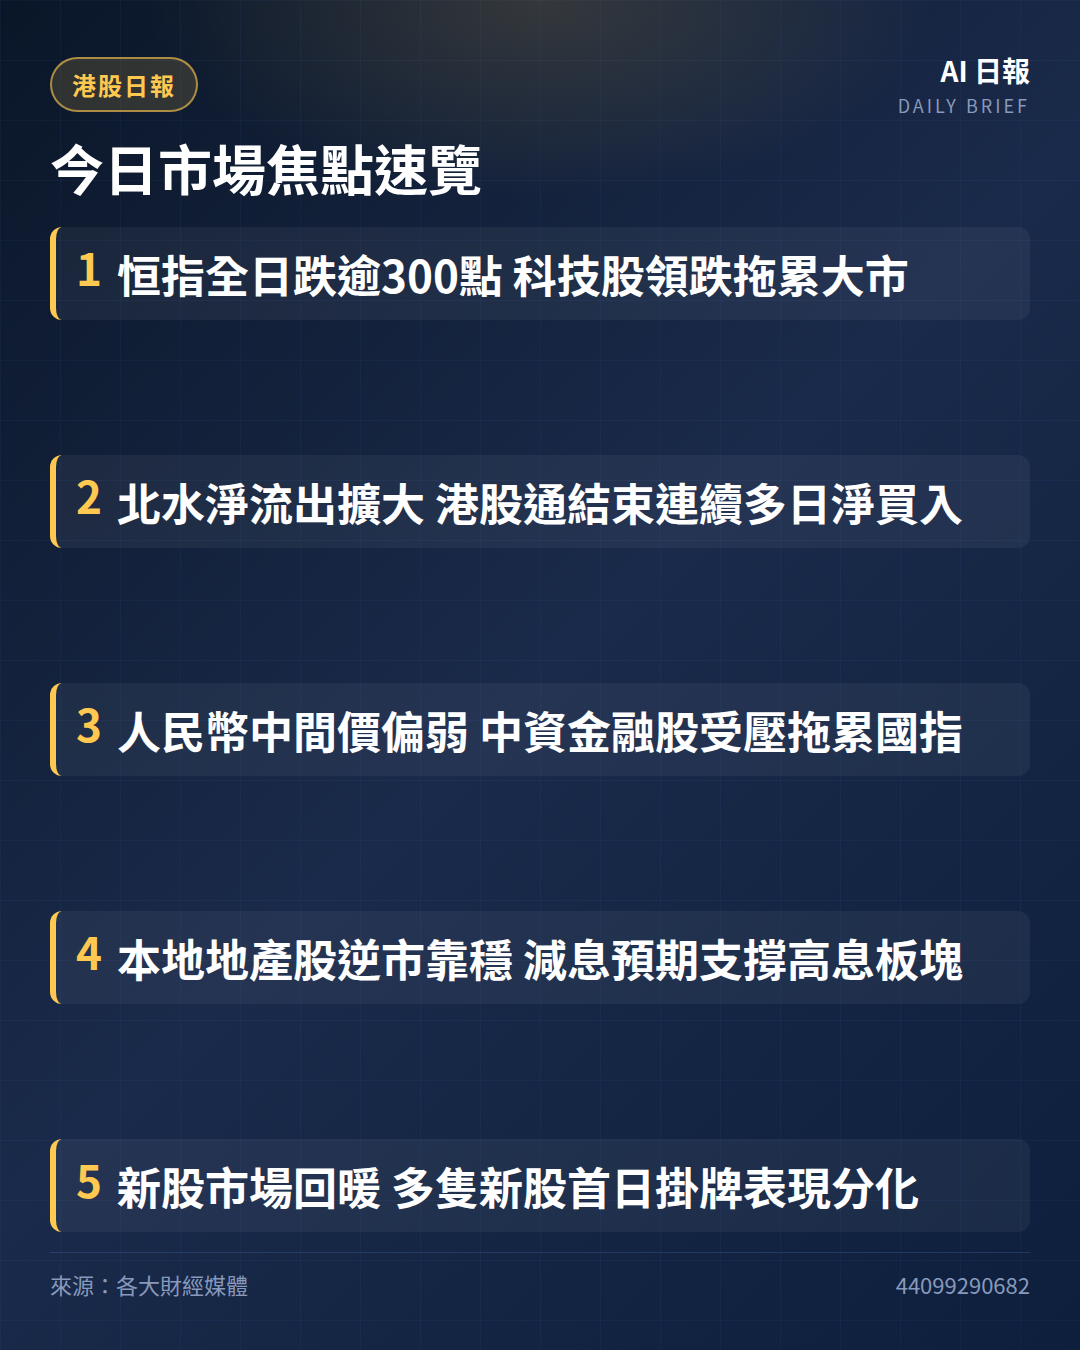 港股日報
AI 日報
DAILY BRIEF
今日市場焦點速覽
1 恒指全日跌逾300點 科技股領跌拖累大市
2 北水淨流出擴大 港股通結束連續多日淨買入
3 人民幣中間價偏弱 中資金融股受壓拖累國指
4 本地地產股逆市靠穩 減息預期支撐高息板塊
5 新股市場回暖 多隻新股首日掛牌表現分化
來源：各大財經媒體
44099290682